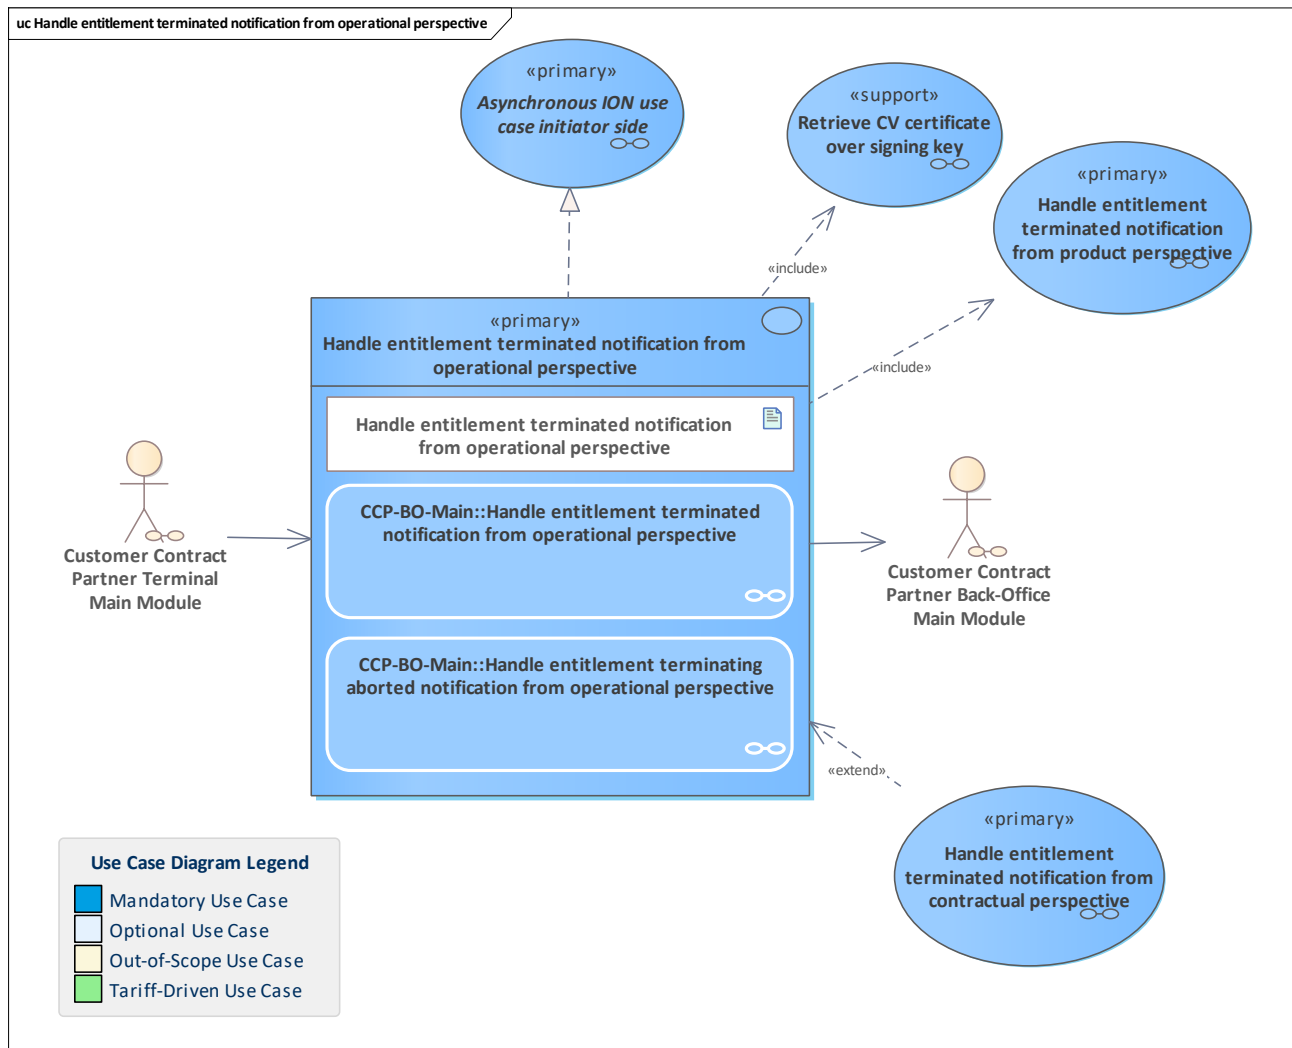 uc Handle entitlement terminated notification from operational perspective
«primary»
Asynchronous ION use
case initiator side
«support»
Retrieve CV certificate
over signing key
«primary»
Handle entitlement
terminated notification
from product perspective
«include»
«include»
«primary»
Handle entitlement terminated notification from
operational perspective
Handle entitlement terminated notification
from operational perspective
CCP-BO-Main::Handle entitlement terminated
notification from operational perspective
CCP-BO-Main::Handle entitlement terminating
aborted notification from operational perspective
Customer Contract
Partner Terminal
Main Module
Customer Contract
Partner Back-Office
Main Module
«extend»
«primary»
Handle entitlement
terminated notification from
contractual perspective
Use Case Diagram Legend
Mandatory Use Case
Optional Use Case
Out-of-Scope Use Case
Tariff-Driven Use Case